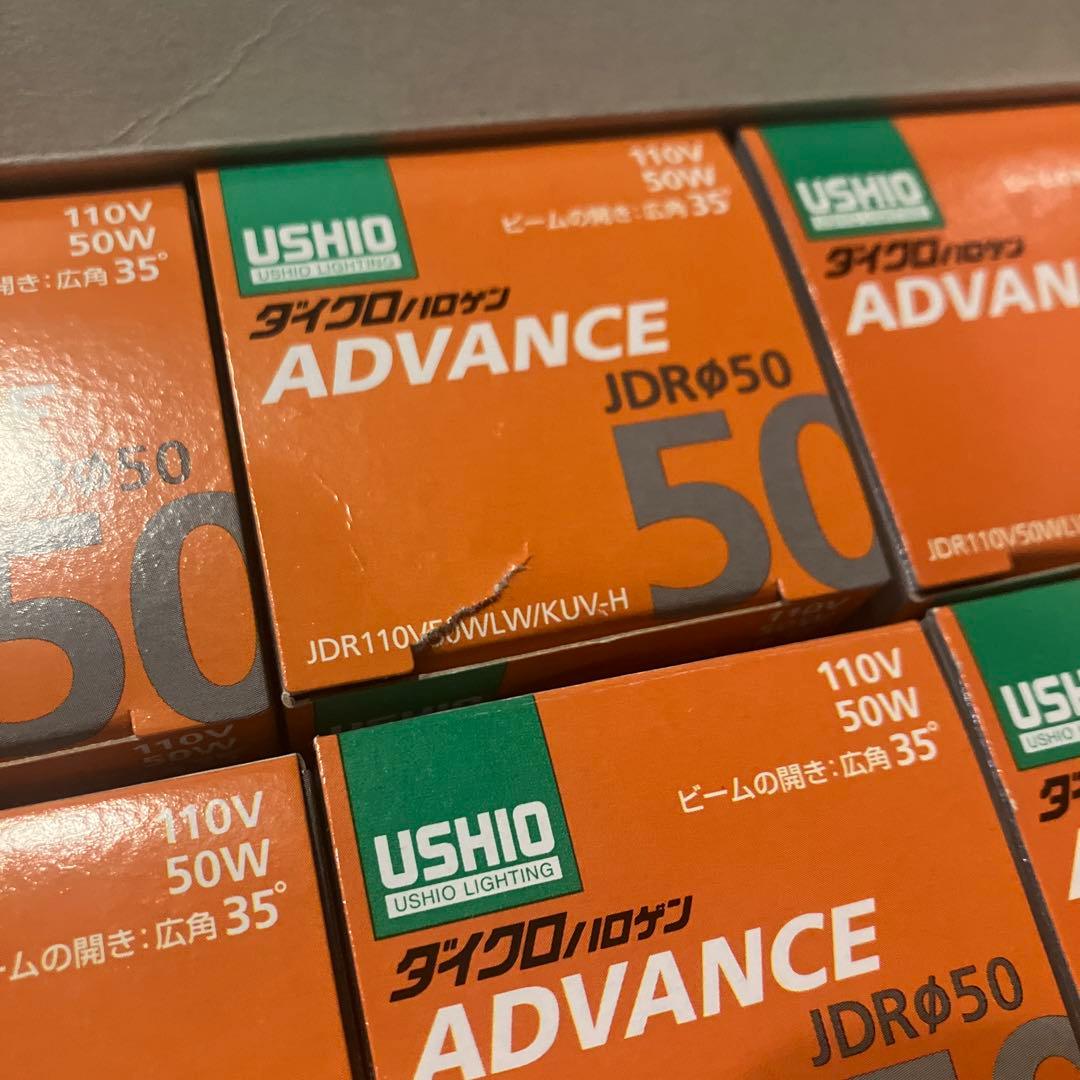 110V
50W
開き：広角35°
φ50
50
110V
50W
USHIO
USHIO LIGHTING
110V
50W
ビームの開き：広角35°
ダイクロハロゲン
ADVANCE
JDRφ50
50
JDR110V50WLW/KUV-H
110V
USHIO
ダイクロハロゲン
ADVAN
JDR110V50WL
110V
50W
ームの開き：広角35°
USHIO
USHIO LIGHTING
110V
50W
ビームの開き：広角35°
ダイクロハロゲン
ADVANCE
JDRφ50
USH
USHIO
ダ